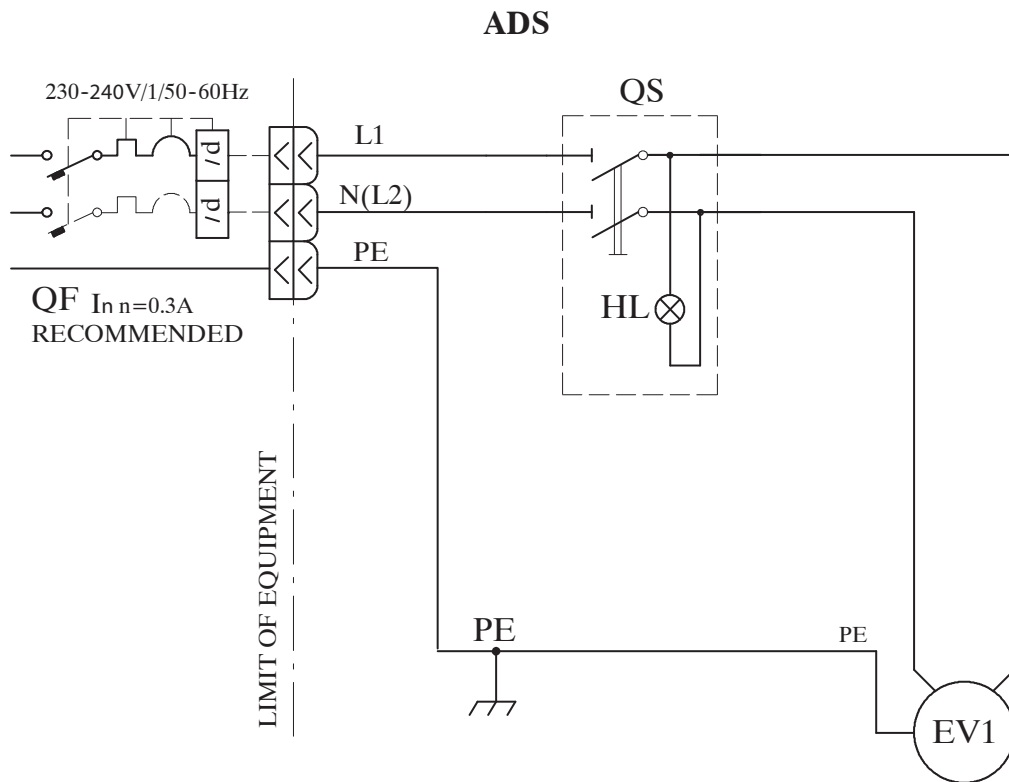 ADS
230-240V/1/50-60Hz
QS
L1
I>d
N(L2)
I>d
PE
HL
QF In n=0.3A
RECOMMENDED
LIMIT OF EQUIPMENT
PE
PE
EV1